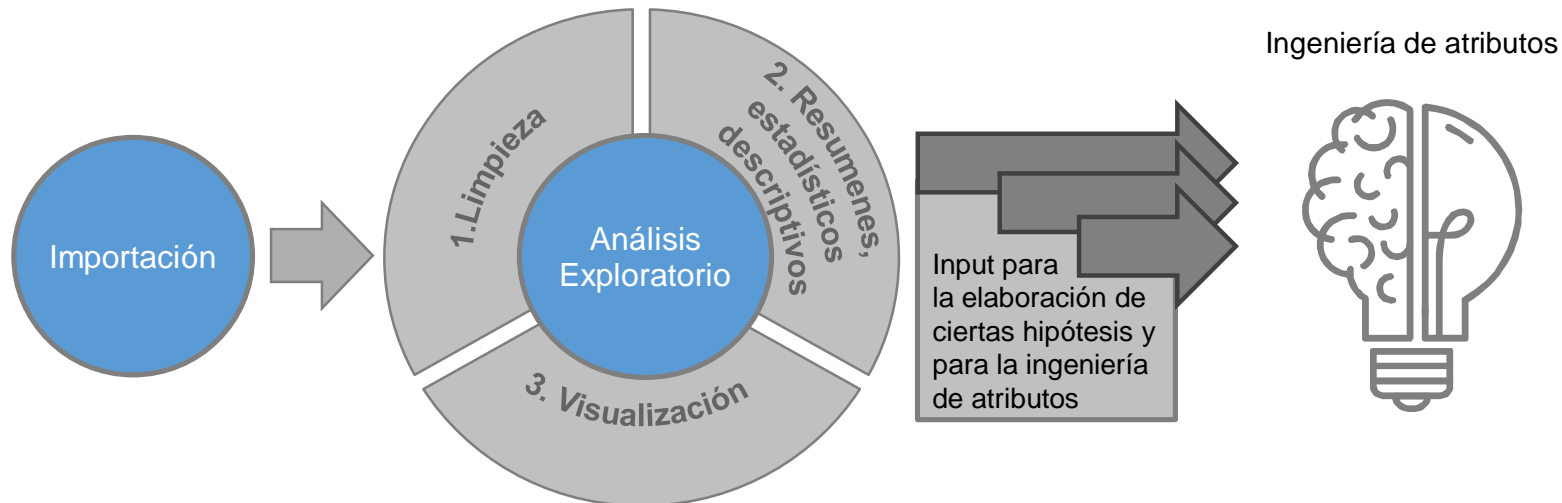 Importación
1.Limpieza
2. Resumenes,
estadísticos
descriptivos
3. Visualización
Análisis
Exploratorio
Input para
la elaboración de
ciertas hipótesis y
para la ingeniería
de atributos
Ingeniería de atributos